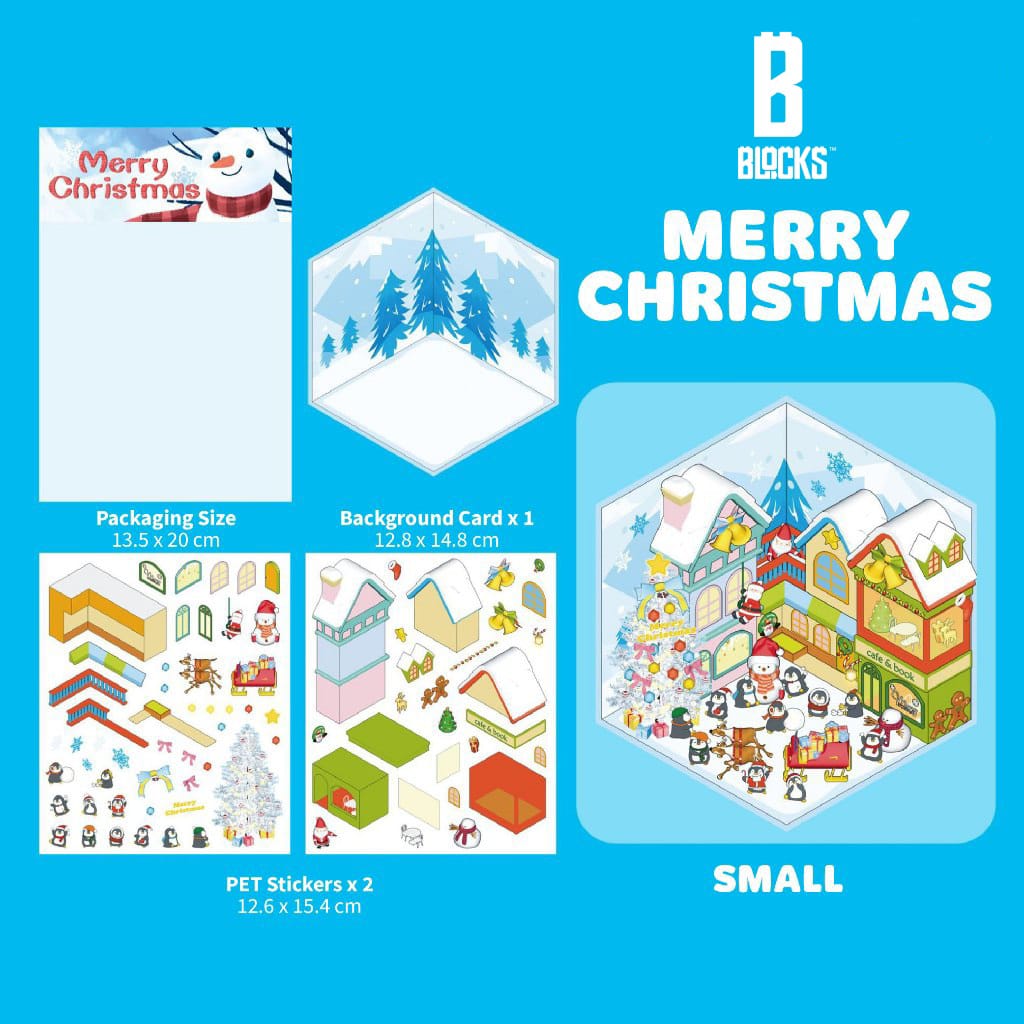 B
BLOCKS™
MERRY
CHRISTMAS
Merry
Christmas
Packaging Size
13.5 x 20 cm
Background Card x 1
12.8 x 14.8 cm
Merry
Christmas
cafe & book
Merry
Christmas
cafe & book
PET Stickers x 2
12.6 x 15.4 cm
SMALL